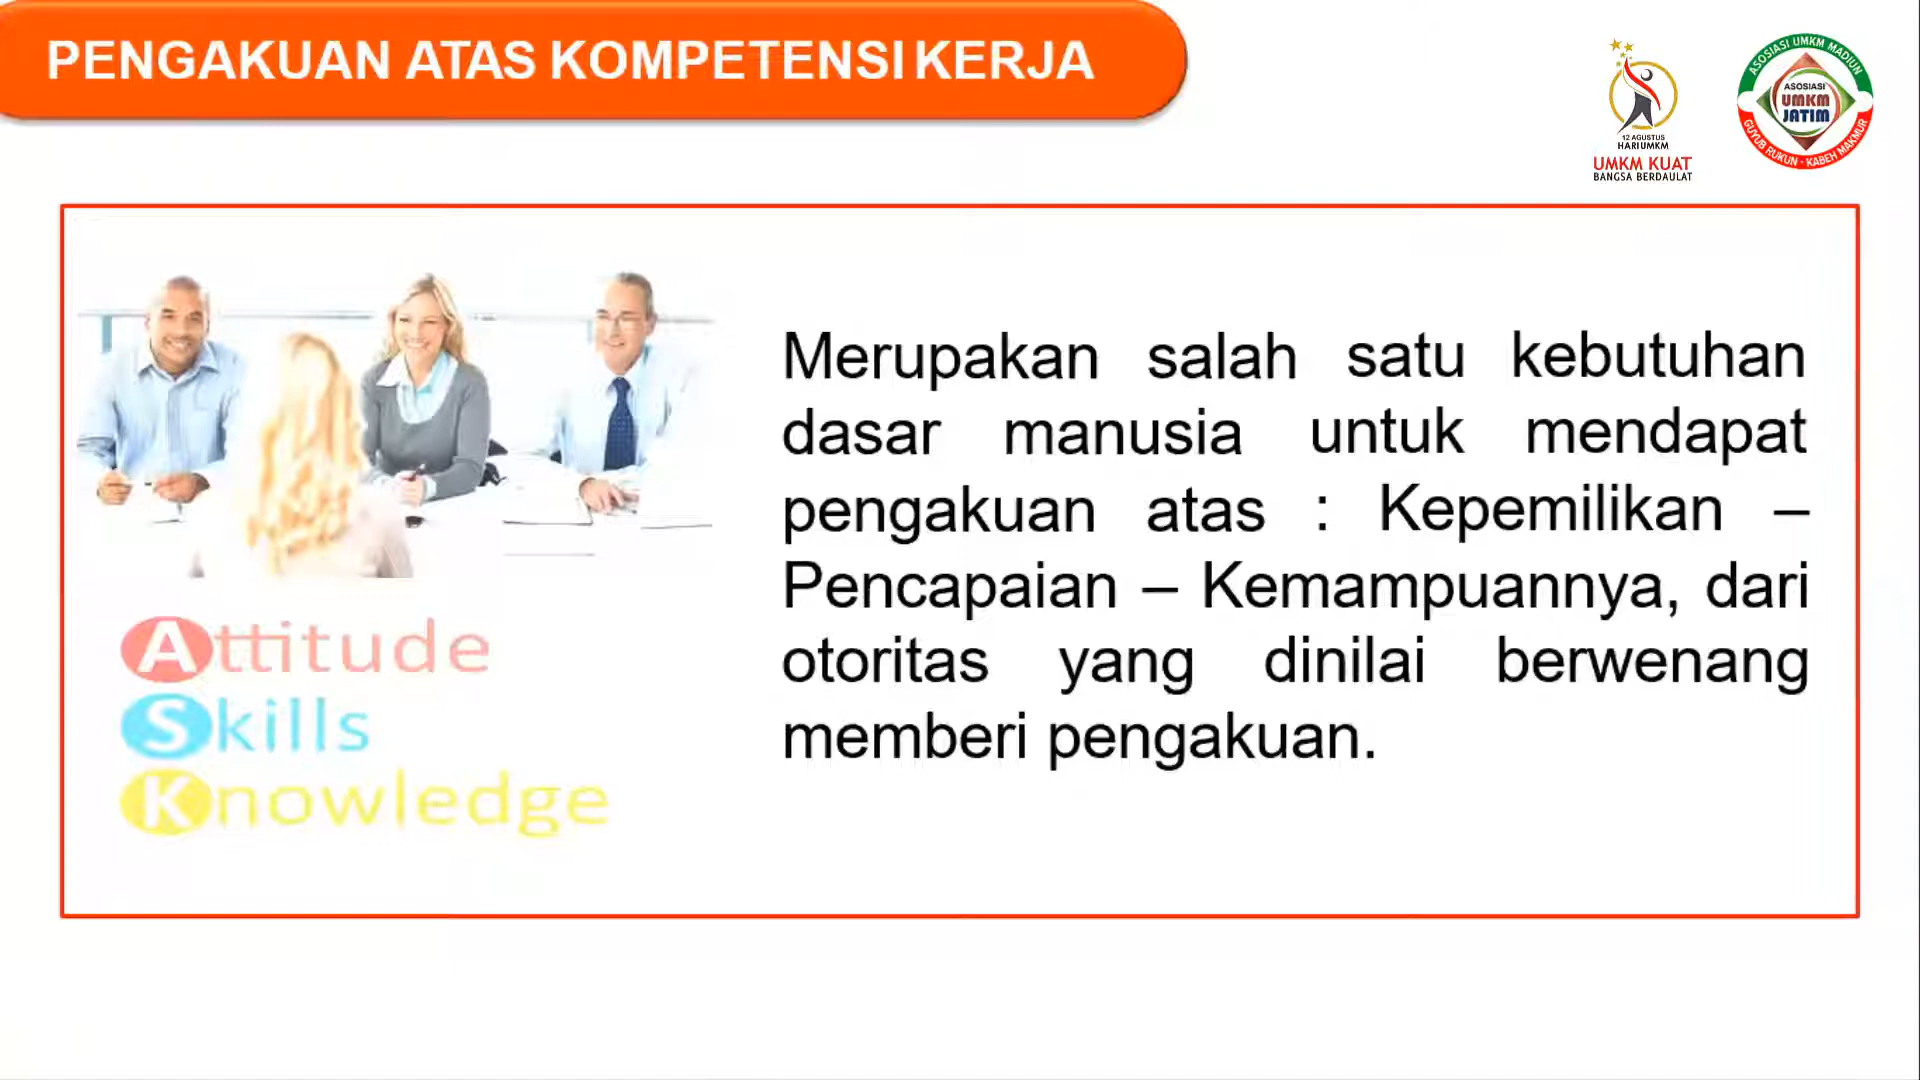 PENGAKUAN ATAS KOMPETENSI KERJA
12 AGUSTUS
HARI UMKM
UMKM KUAT
BANGSA BERDAULAT
ASOSIASI UMKM MADIUN
ASOSIASI
UMKM
JATIM
GUYUB RUKUN - KABEH MAKMUR
Attitude
Skills
Knowledge
Merupakan salah satu kebutuhan
dasar manusia untuk mendapat
pengakuan atas : Kepemilikan –
Pencapaian – Kemampuannya, dari
otoritas yang dinilai berwenang
memberi pengakuan.